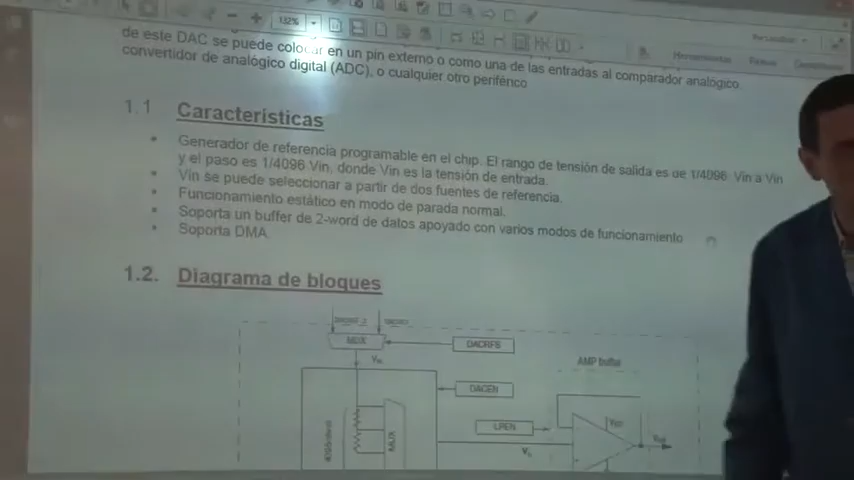 132%
Herramientas
de este DAC se puede colocar en un pin externo o como una de las entradas al comparador analógico,
convertidor de analógico digital (ADC), o cualquier otro periférico
1.1 Características
• Generador de referencia programable en el chip. El rango de tensión de salida es de 1/4096 Vin a Vin
y el paso es 1/4096 Vin, donde Vin es la tensión de entrada.
• Vin se puede seleccionar a partir de dos fuentes de referencia.
• Funcionamiento estático en modo de parada normal.
• Soporta un buffer de 2-word de datos apoyado con varios modos de funcionamiento
• Soporta DMA.
1.2. Diagrama de bloques
MUX
DACRFS
AMP buffer
DACEN
LPEN
MUX